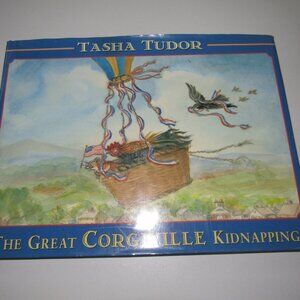 TASHA TUDOR
THE GREAT CORGIVILLE KIDNAPPING